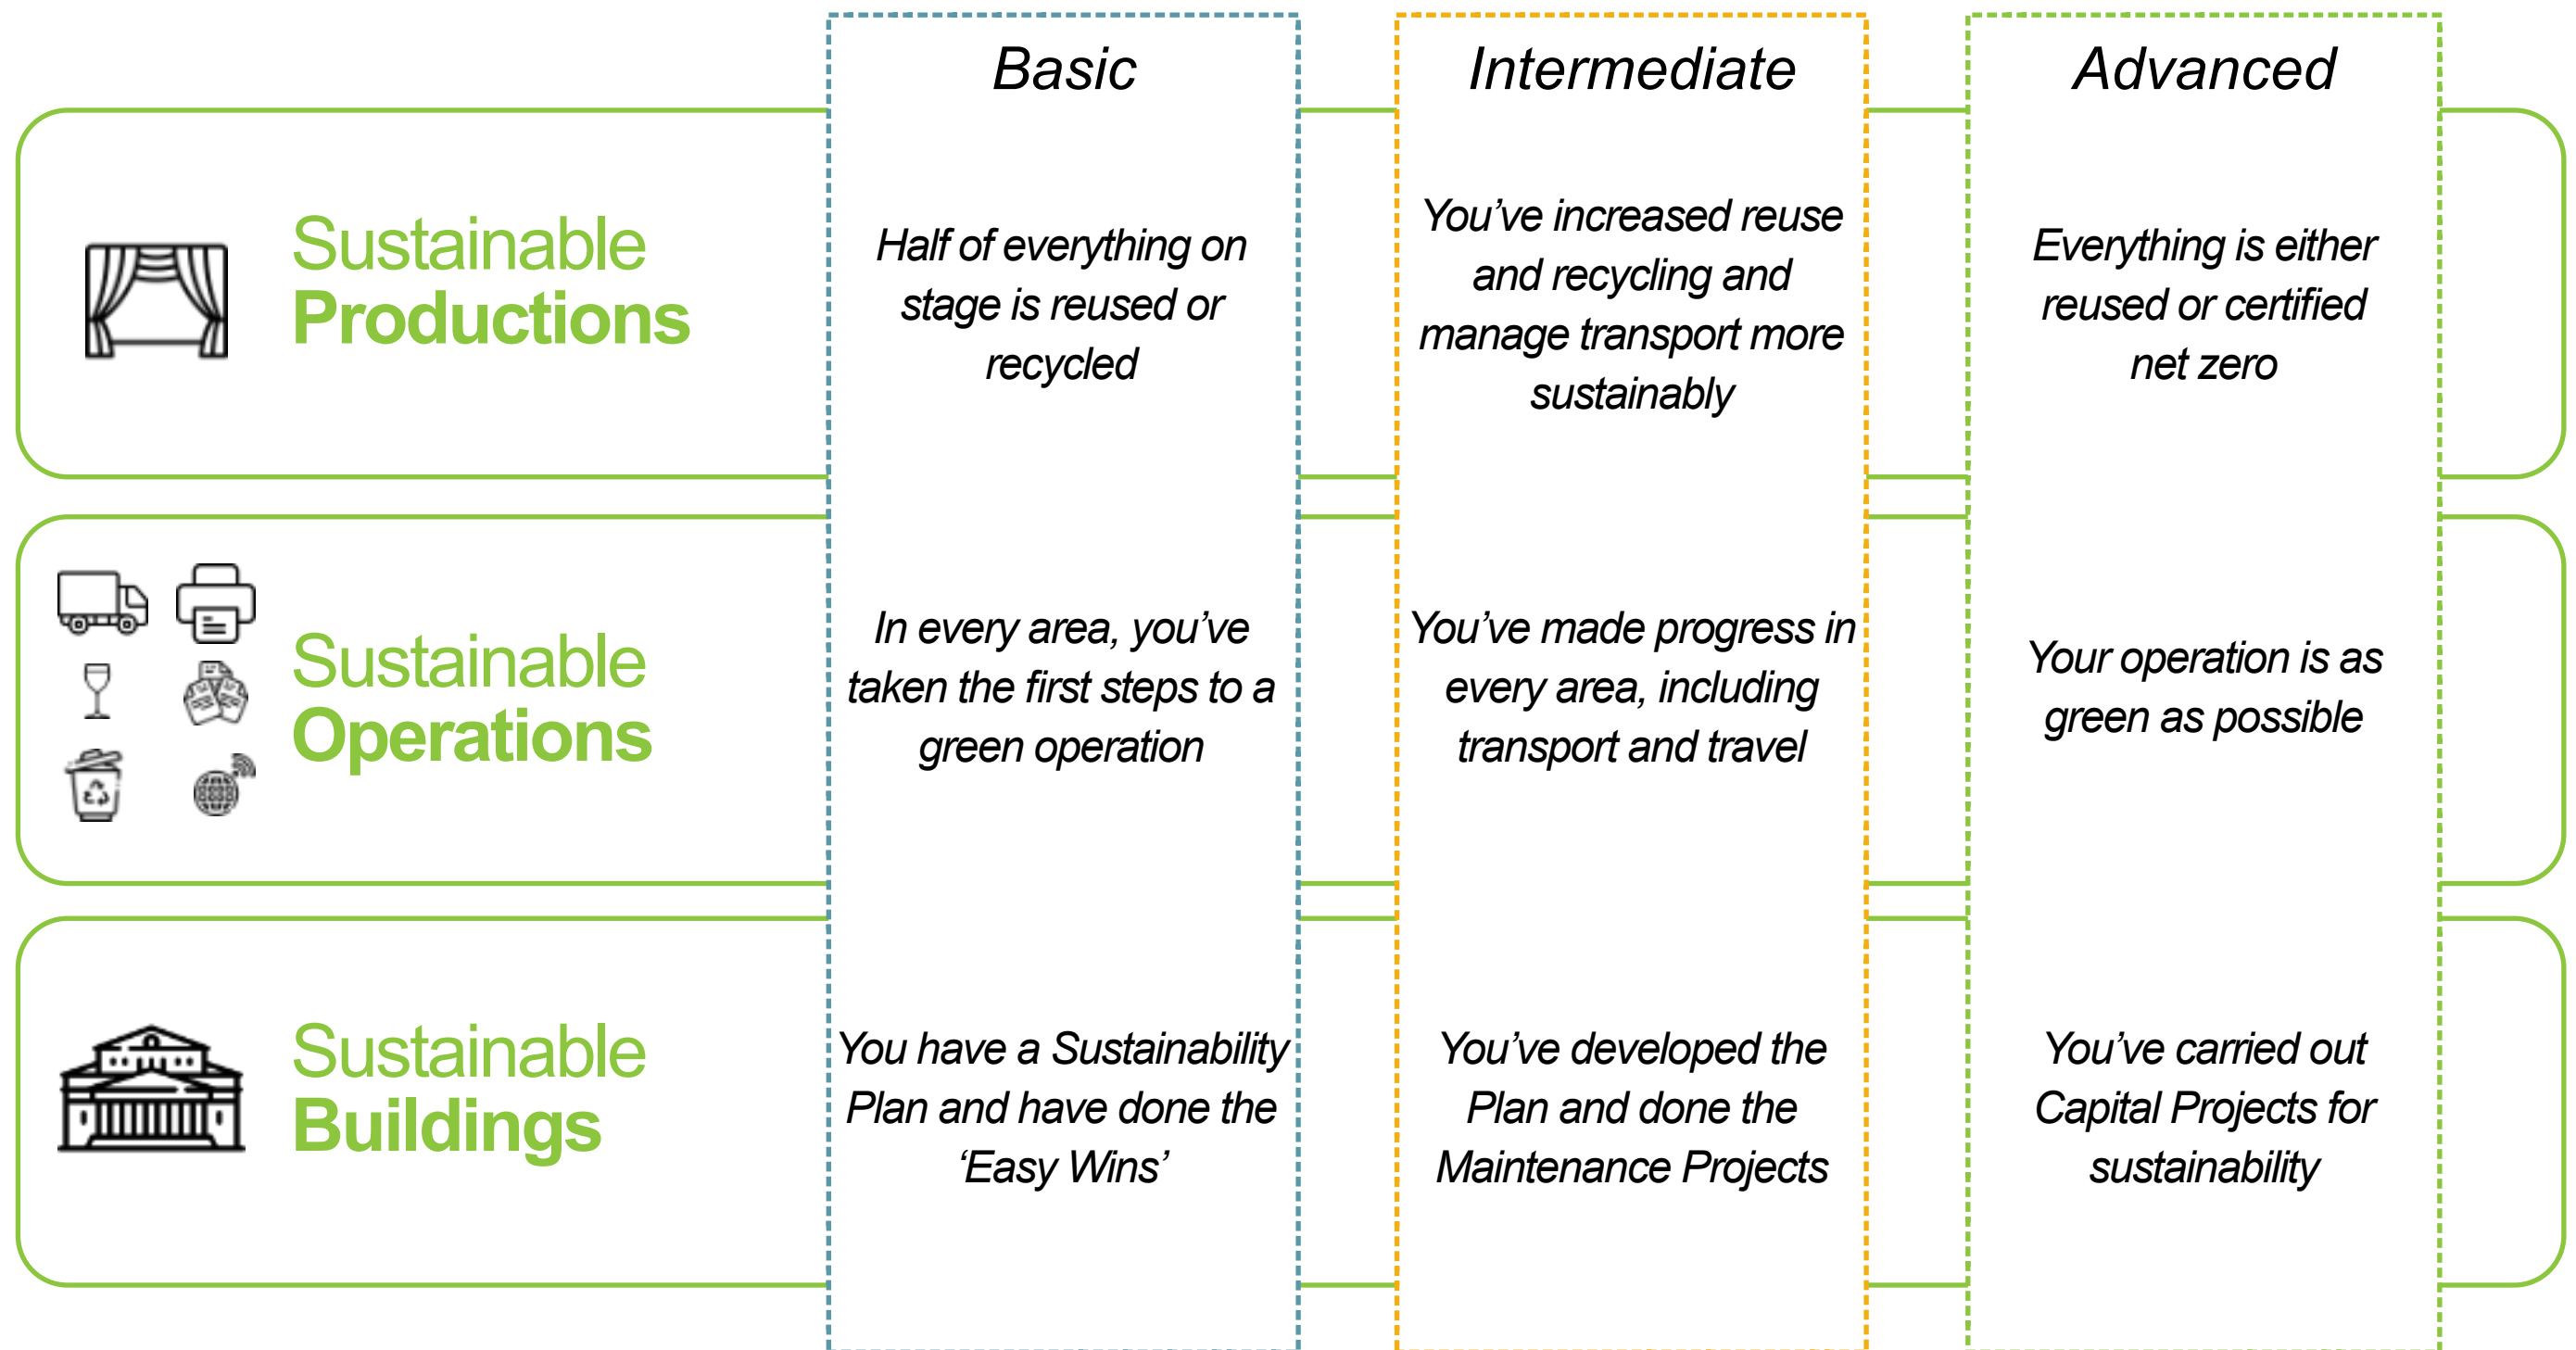 Basic
Intermediate
Advanced
Sustainable
Productions
Half of everything on
stage is reused or
recycled
You’ve increased reuse
and recycling and
manage transport more
sustainably
Everything is either
reused or certified
net zero
Sustainable
Operations
In every area, you’ve
taken the first steps to a
green operation
You’ve made progress in
every area, including
transport and travel
Your operation is as
green as possible
Sustainable
Buildings
You have a Sustainability
Plan and have done the
‘Easy Wins’
You’ve developed the
Plan and done the
Maintenance Projects
You’ve carried out
Capital Projects for
sustainability